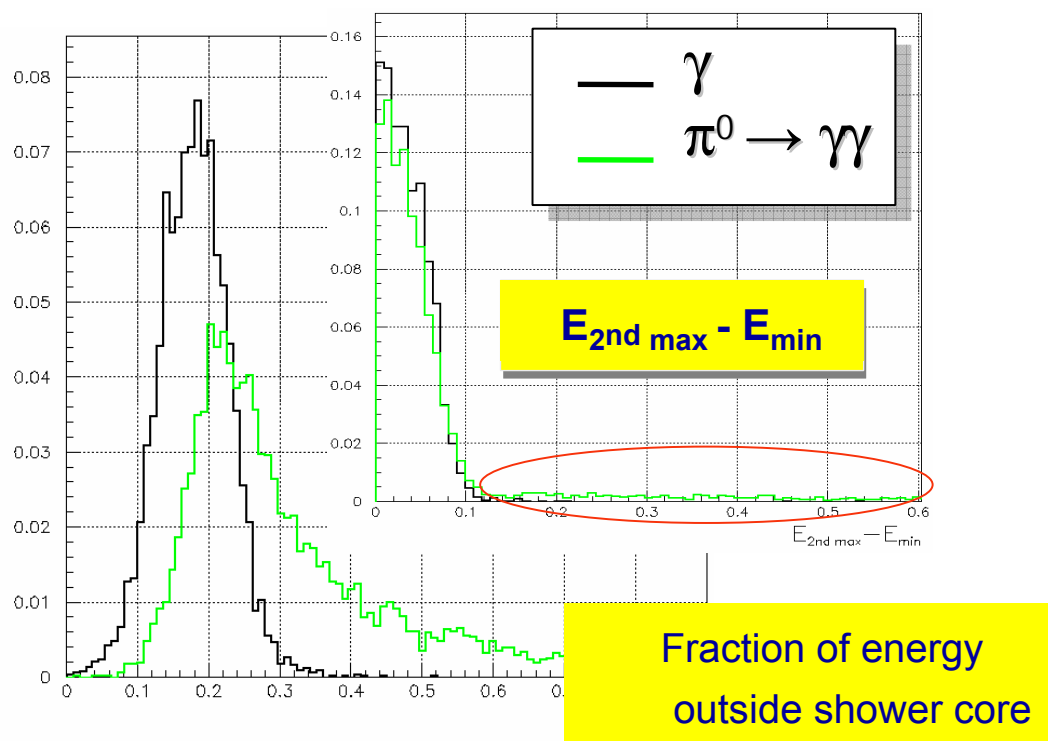 γ
π⁰ → γγ
0.16
0.14
0.12
0.1
0.08
0.06
0.04
0.02
0
0 0.1 0.2 0.3 0.4 0.5 0.6
E2nd max − Emin
E2nd max - Emin
0.08
0.07
0.06
0.05
0.04
0.03
0.02
0.01
0
0 0.1 0.2 0.3 0.4 0.5 0.6
Fraction of energy
outside shower core